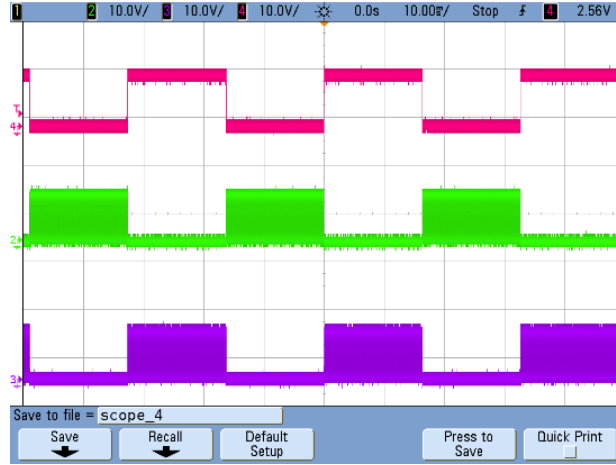 1 2 10.0V/ 3 10.0V/ 4 10.0V/ 0.0s 10.00ms/ Stop 4 2.56V
T
4
2
3
Save to file = scope_4
Save Recall Default Setup Press to Save Quick Print